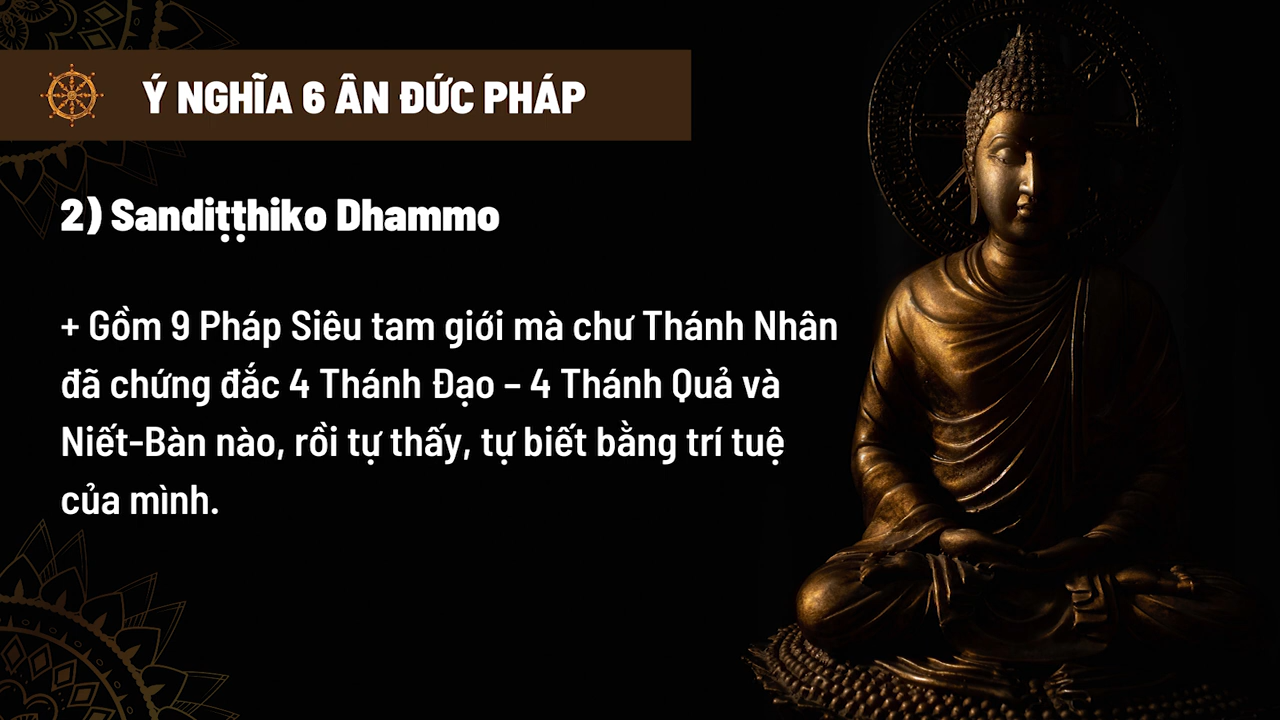 Ý NGHĨA 6 ÂN ĐỨC PHÁP
2) Sandiṭṭhiko Dhammo
+ Gồm 9 Pháp Siêu tam giới mà chư Thánh Nhân
đã chứng đắc 4 Thánh Đạo – 4 Thánh Quả và
Niết-Bàn nào, rồi tự thấy, tự biết bằng trí tuệ
của mình.